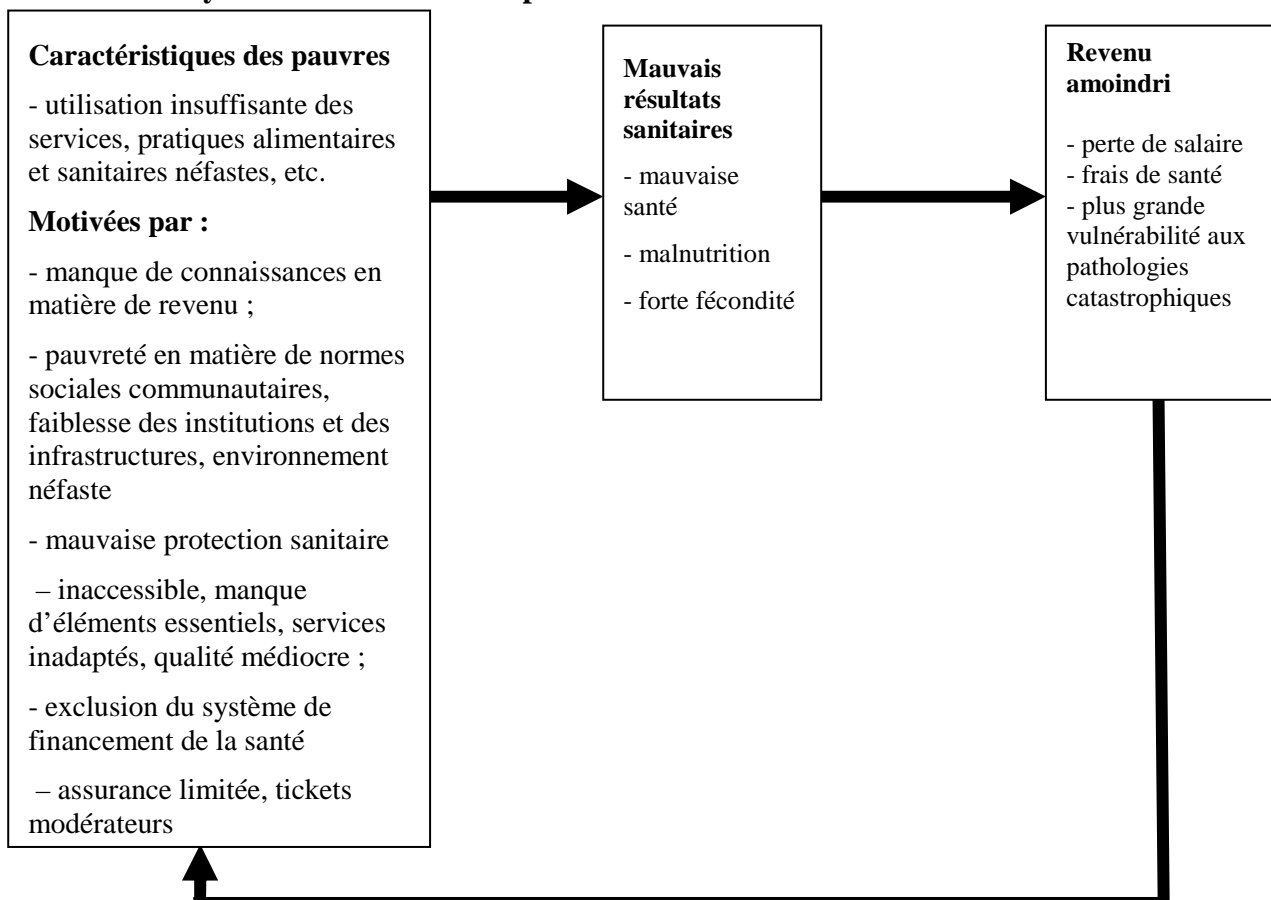 Caractéristiques des pauvres
- utilisation insuffisante des
services, pratiques alimentaires
et sanitaires néfastes, etc.
Motivées par :
- manque de connaissances en
matière de revenu ;
- pauvreté en matière de normes
sociales communautaires,
faiblesse des institutions et des
infrastructures, environnement
néfaste
- mauvaise protection sanitaire
– inaccessible, manque
d’éléments essentiels, services
inadaptés, qualité médiocre ;
- exclusion du système de
financement de la santé
– assurance limitée, tickets
modérateurs
Mauvais
résultats
sanitaires
- mauvaise
santé
- malnutrition
- forte fécondité
Revenu
amoindri
- perte de salaire
- frais de santé
- plus grande
vulnérabilité aux
pathologies
catastrophiques